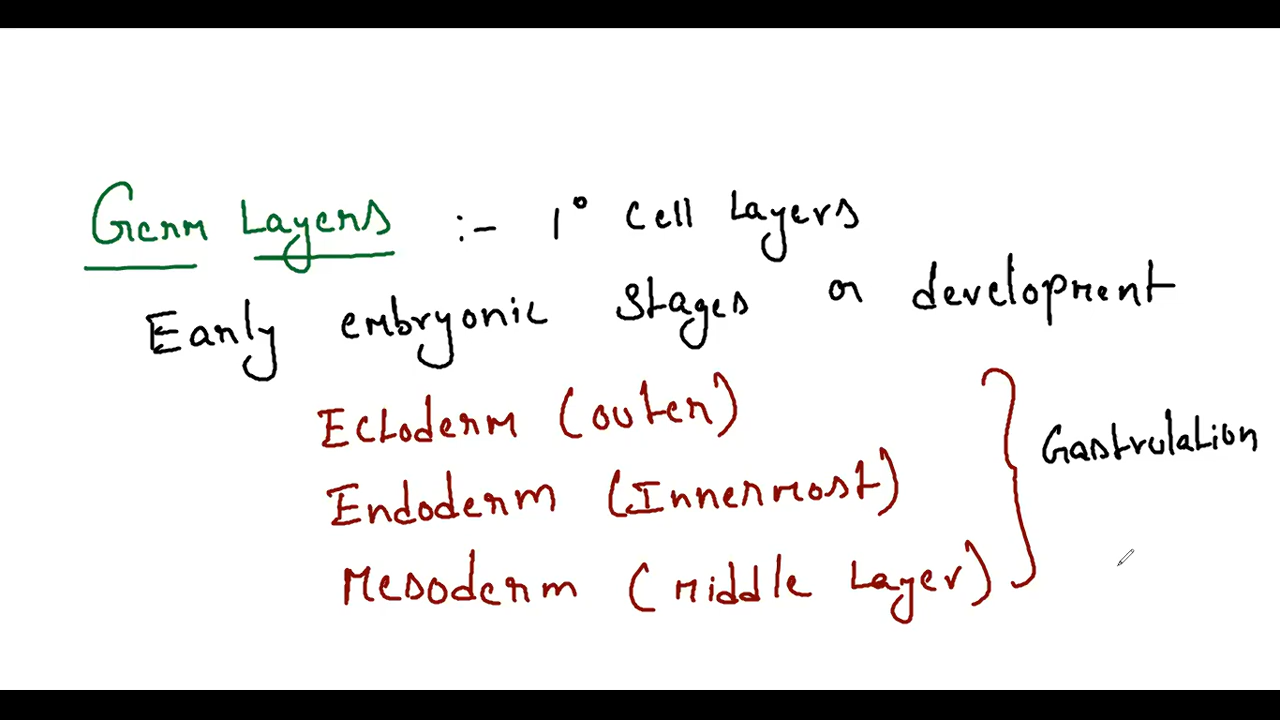 Germ Layers :- 1° Cell Layers
Early embryonic Stages or development
Ectoderm (outer)
Endoderm (Innermost)
Mesoderm (Middle Layer)
Gastrulation